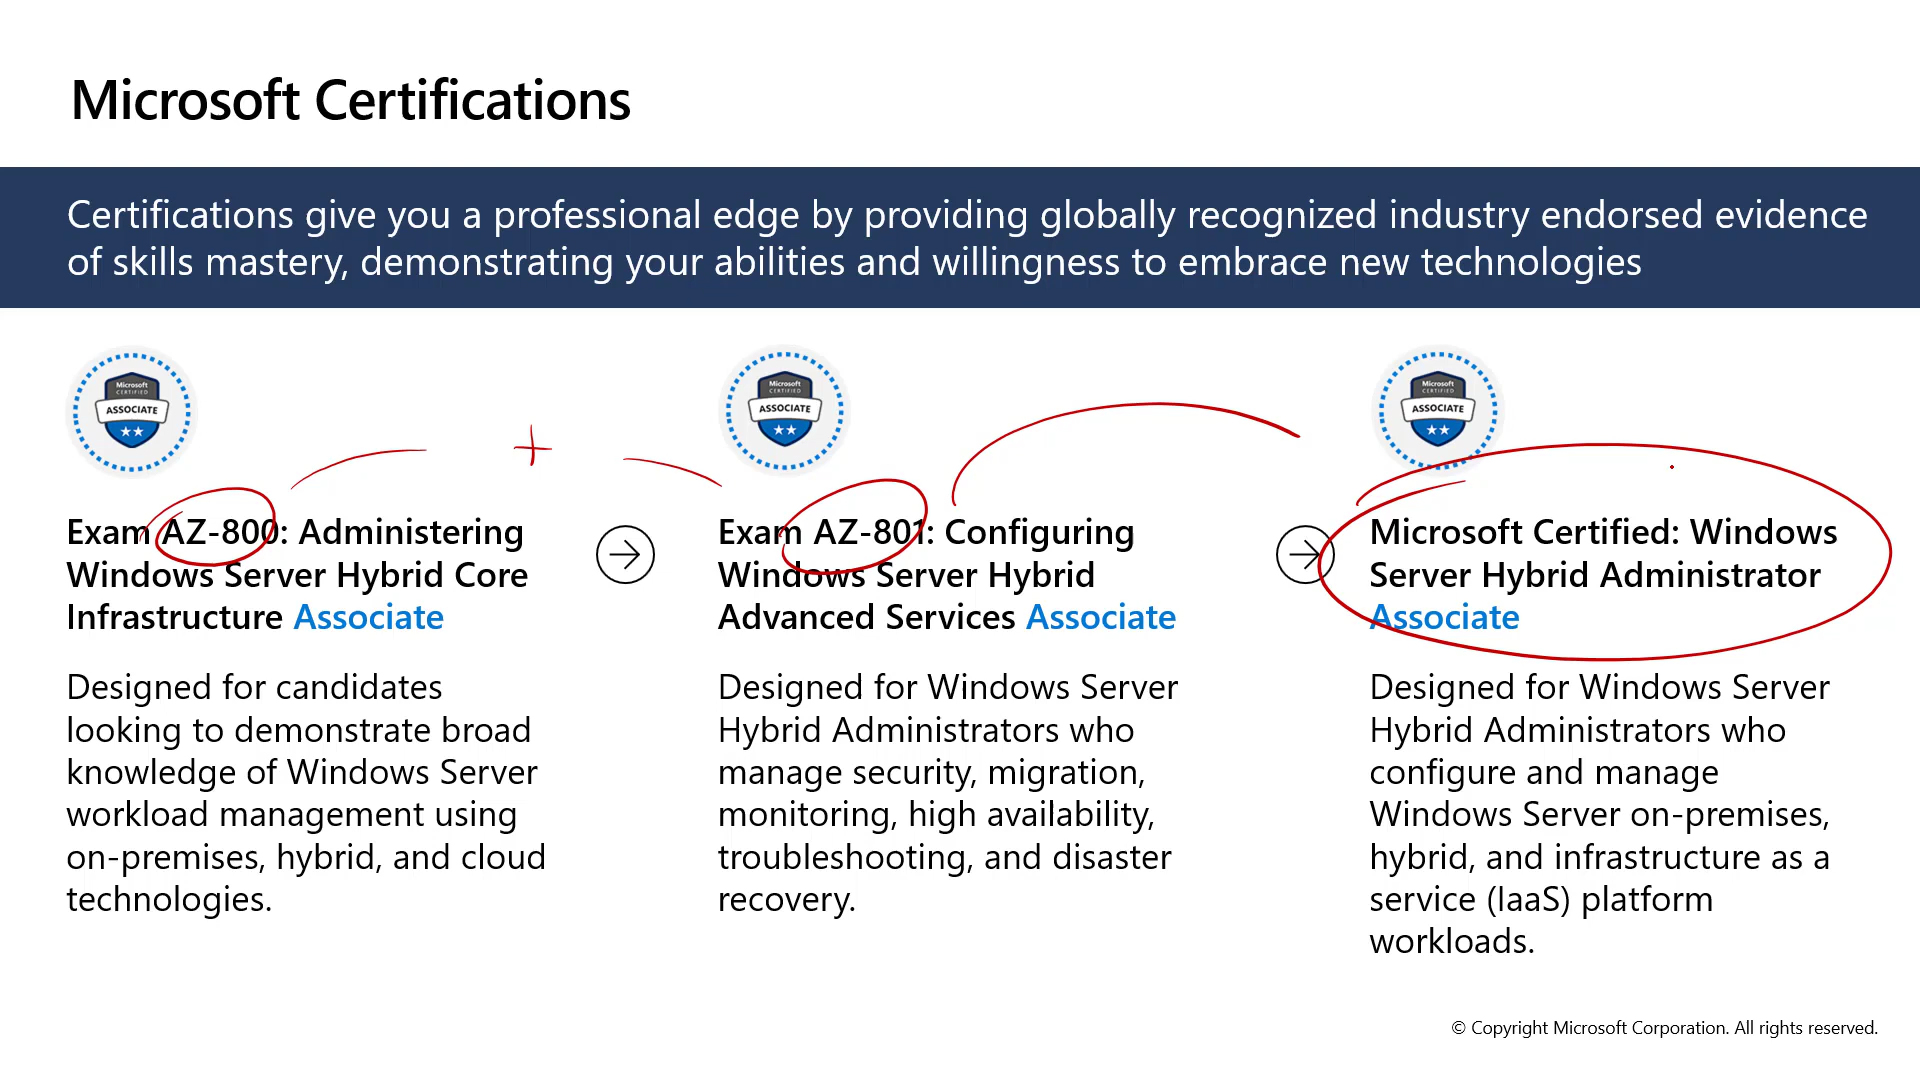 Microsoft Certifications
Certifications give you a professional edge by providing globally recognized industry endorsed evidence
of skills mastery, demonstrating your abilities and willingness to embrace new technologies
Microsoft
CERTIFIED
ASSOCIATE
Exam AZ-800: Administering
Windows Server Hybrid Core
Infrastructure Associate
Designed for candidates
looking to demonstrate broad
knowledge of Windows Server
workload management using
on-premises, hybrid, and cloud
technologies.
+
Microsoft
CERTIFIED
ASSOCIATE
Exam AZ-801: Configuring
Windows Server Hybrid
Advanced Services Associate
Designed for Windows Server
Hybrid Administrators who
manage security, migration,
monitoring, high availability,
troubleshooting, and disaster
recovery.
Microsoft
CERTIFIED
ASSOCIATE
Microsoft Certified: Windows
Server Hybrid Administrator
Associate
Designed for Windows Server
Hybrid Administrators who
configure and manage
Windows Server on-premises,
hybrid, and infrastructure as a
service (IaaS) platform
workloads.
© Copyright Microsoft Corporation. All rights reserved.